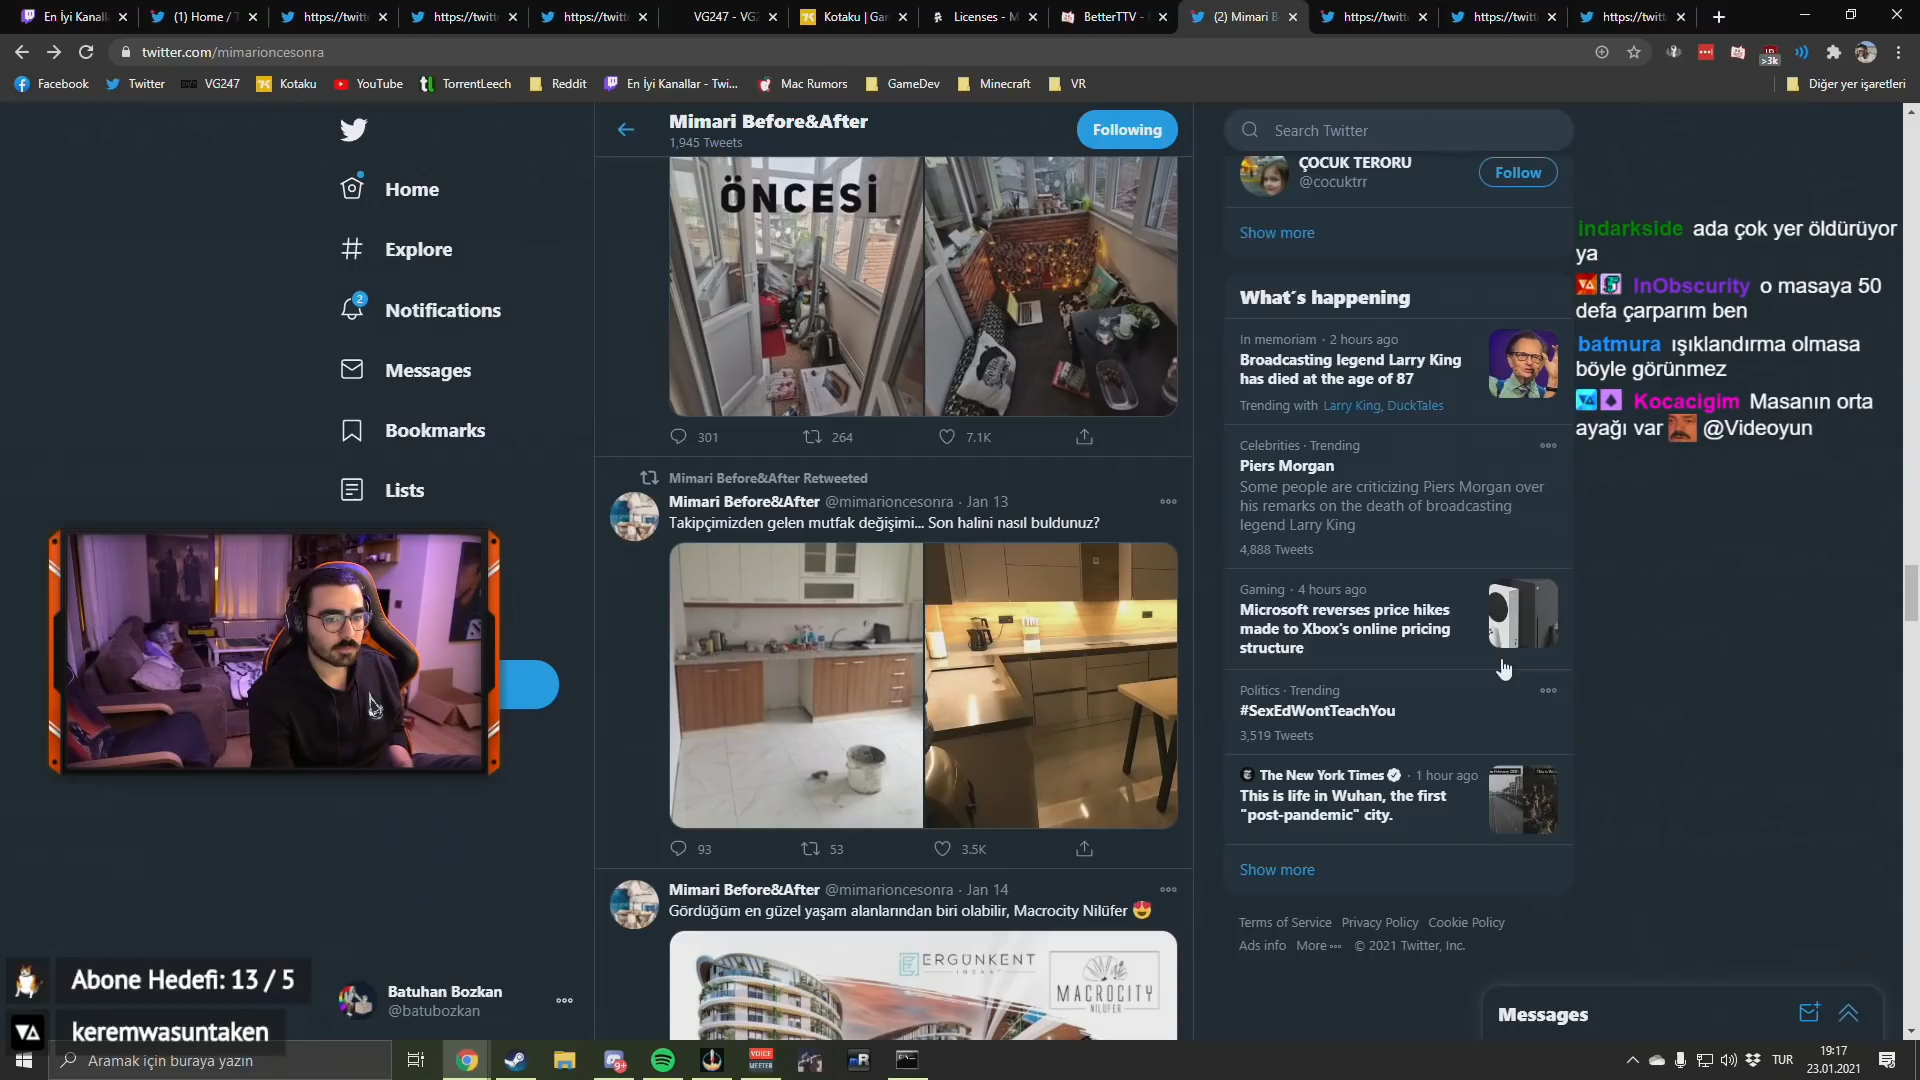 En İyi Kanall
(1) Home / T
https://twitt
https://twitt
https://twitt
VG247 - VG
Kotaku | Ga
Licenses - M
BetterTTV -
(2) Mimari B
https://twitt
https://twitt
https://twitt
twitter.com/mimarioncesonra
>3k
Facebook
Twitter
VG247
Kotaku
YouTube
TorrentLeech
Reddit
En İyi Kanallar - Twi...
Mac Rumors
GameDev
Minecraft
VR
Diğer yer işaretleri
Home
Explore
2
Notifications
Messages
Bookmarks
Lists
Batuhan Bozkan
@batubozkan
Abone Hedefi: 13 / 5
keremwasuntaken
Mimari Before&After
1,945 Tweets
Following
ÖNCESİ
301
264
7.1K
Mimari Before&After Retweeted
Mimari Before&After @mimarioncesonra · Jan 13
Takipçimizden gelen mutfak değişimi... Son halini nasıl buldunuz?
93
53
3.5K
Mimari Before&After @mimarioncesonra · Jan 14
Gördüğüm en güzel yaşam alanlarından biri olabilir, Macrocity Nilüfer
ERGÜNKENT
İNŞAAT
MACROCITY
NİLÜFER
Search Twitter
ÇOCUK TERORU
@cocuktrr
Follow
Show more
What's happening
In memoriam · 2 hours ago
Broadcasting legend Larry King
has died at the age of 87
Trending with Larry King, DuckTales
Celebrities · Trending
Piers Morgan
Some people are criticizing Piers Morgan over
his remarks on the death of broadcasting
legend Larry King
4,888 Tweets
Gaming · 4 hours ago
Microsoft reverses price hikes
made to Xbox's online pricing
structure
Politics · Trending
#SexEdWontTeachYou
3,519 Tweets
The New York Times · 1 hour ago
This is life in Wuhan, the first
"post-pandemic" city.
Show more
Terms of Service Privacy Policy Cookie Policy
Ads info More ··· © 2021 Twitter, Inc.
Messages
indarkside ada çok yer öldürüyor
ya
InObscurity o masaya 50
defa çarparım ben
batmura ışıklandırma olmasa
böyle görünmez
Kocacigim Masanın orta
ayağı var @Videoyun
Aramak için buraya yazın
9+
VOICE
MEETER
mR
TUR
19:17
23.01.2021